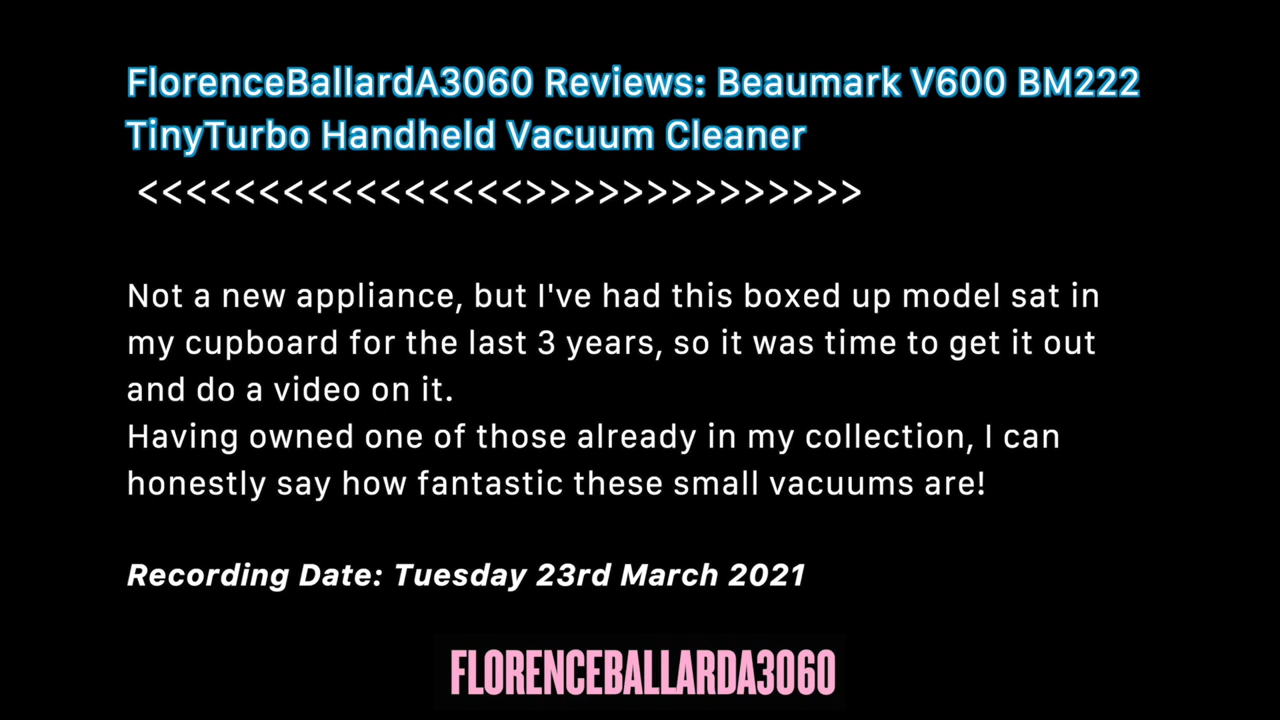 FlorenceBallardA3060 Reviews: Beaumark V600 BM222
TinyTurbo Handheld Vacuum Cleaner
<<<<<<<<<<<<<<<<>>>>>>>>>>>>>>
Not a new appliance, but I've had this boxed up model sat in
my cupboard for the last 3 years, so it was time to get it out
and do a video on it.
Having owned one of those already in my collection, I can
honestly say how fantastic these small vacuums are!
Recording Date: Tuesday 23rd March 2021
FLORENCEBALLARDA3060